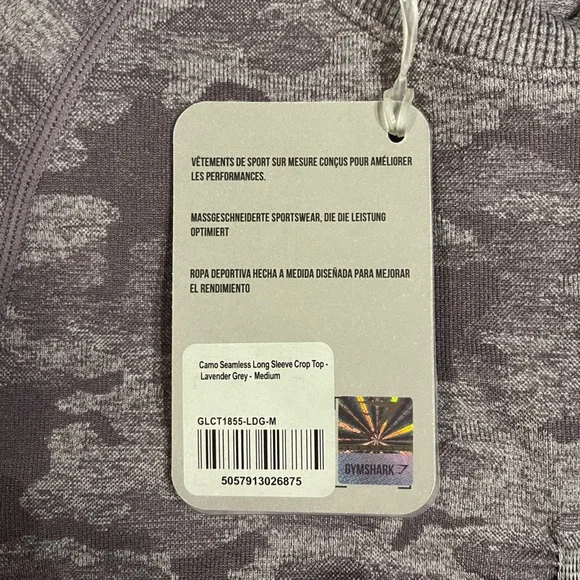 VÊTEMENTS DE SPORT SUR MESURE CONÇUS POUR AMÉLIORER
LES PERFORMANCES.
MASSGESCHNEIDERTE SPORTSWEAR, DIE DIE LEISTUNG
OPTIMIERT
ROPA DEPORTIVA HECHA A MEDIDA DISEÑADA PARA MEJORAR
EL RENDIMIENTO
Camo Seamless Long Sleeve Crop Top -
Lavender Grey - Medium
GLCT1855-LDG-M
5057913026875
GYMSHARK